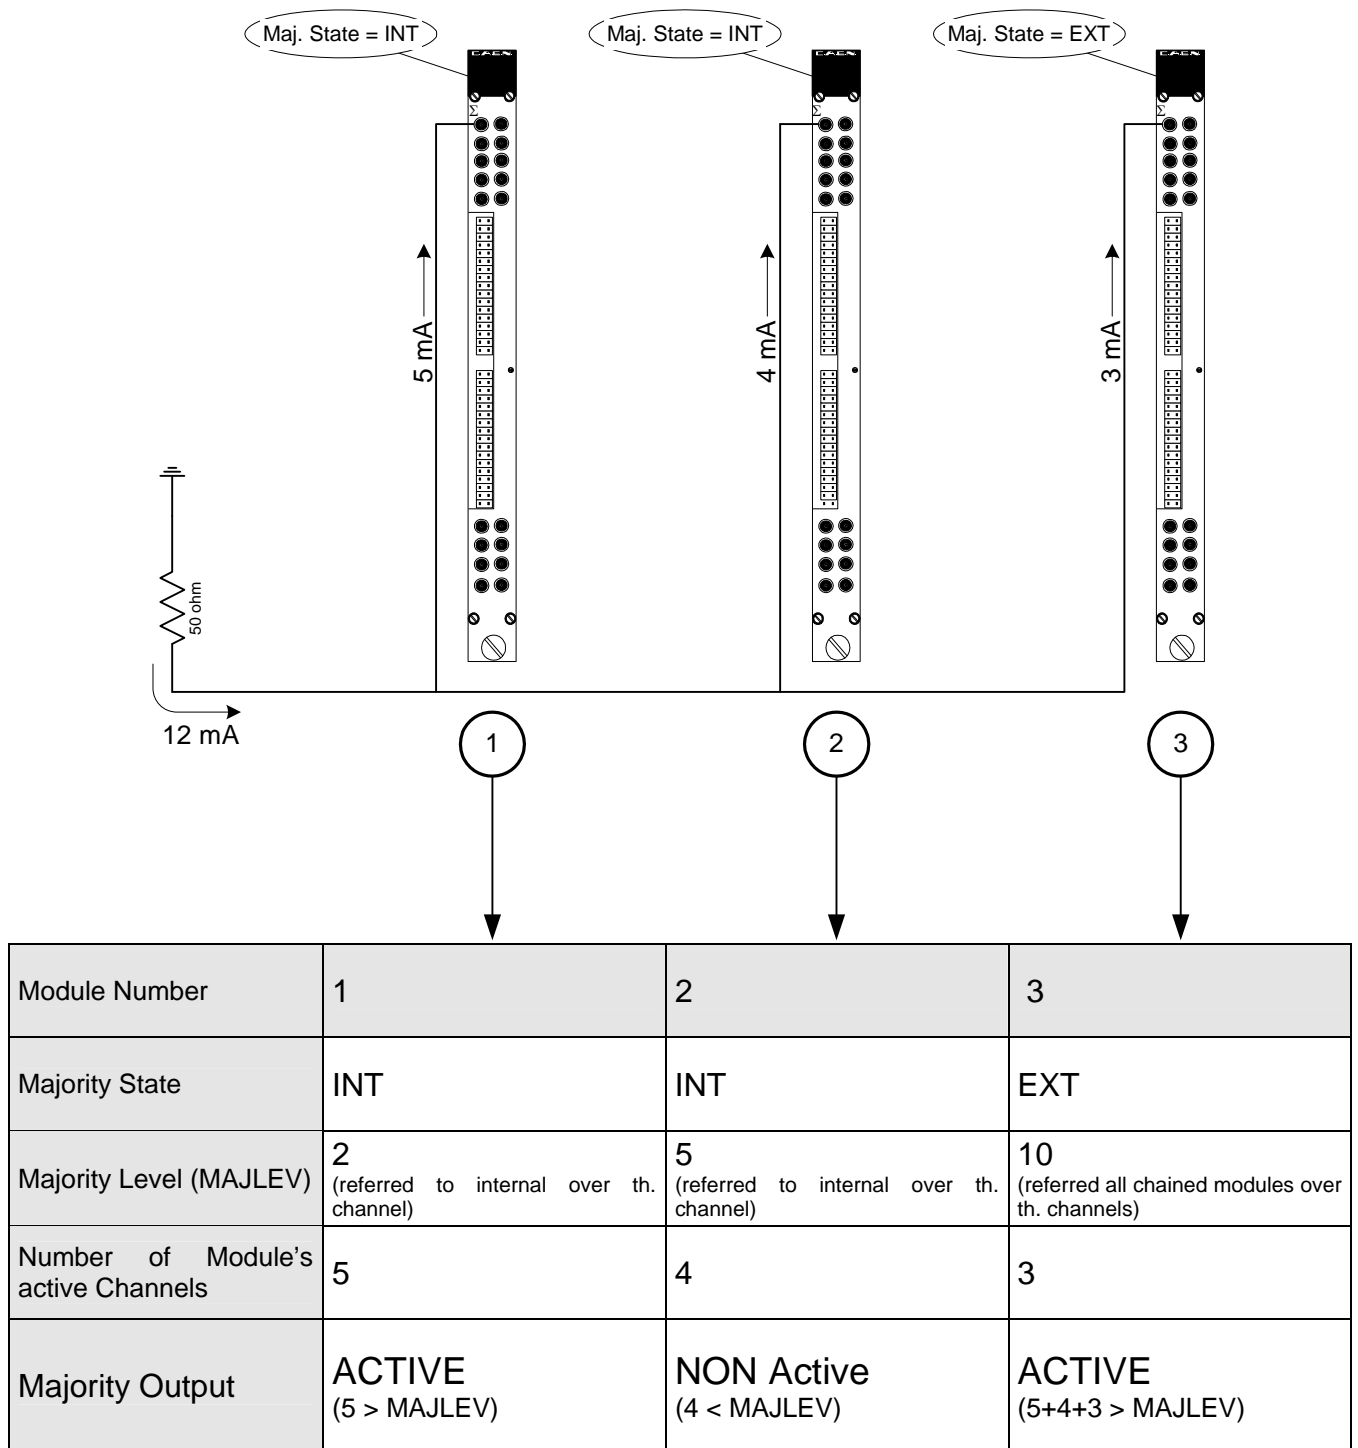 Maj. State = INT
Maj. State = INT
Maj. State = EXT
C.A.E.N.
C.A.E.N.
C.A.E.N.
Σ
Σ
Σ
5 mA
4 mA
3 mA
50 ohm
12 mA
1
2
3
Module Number
1
2
3
Majority State
INT
INT
EXT
Majority Level (MAJLEV)
2
(referred to internal over th.
channel)
5
(referred to internal over th.
channel)
10
(referred all chained modules over
th. channels)
Number of Module's
active Channels
5
4
3
Majority Output
ACTIVE
(5 > MAJLEV)
NON Active
(4 < MAJLEV)
ACTIVE
(5+4+3 > MAJLEV)